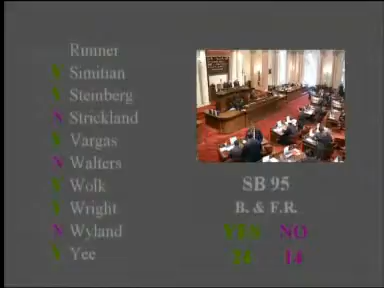 Runner
Y Simitian
Y Steinberg
N Strickland
Y Vargas
N Walters
Y Wolk
Y Wright
N Wyland
Y Yee
SB 95
B. & F.R.
YES NO
24 14